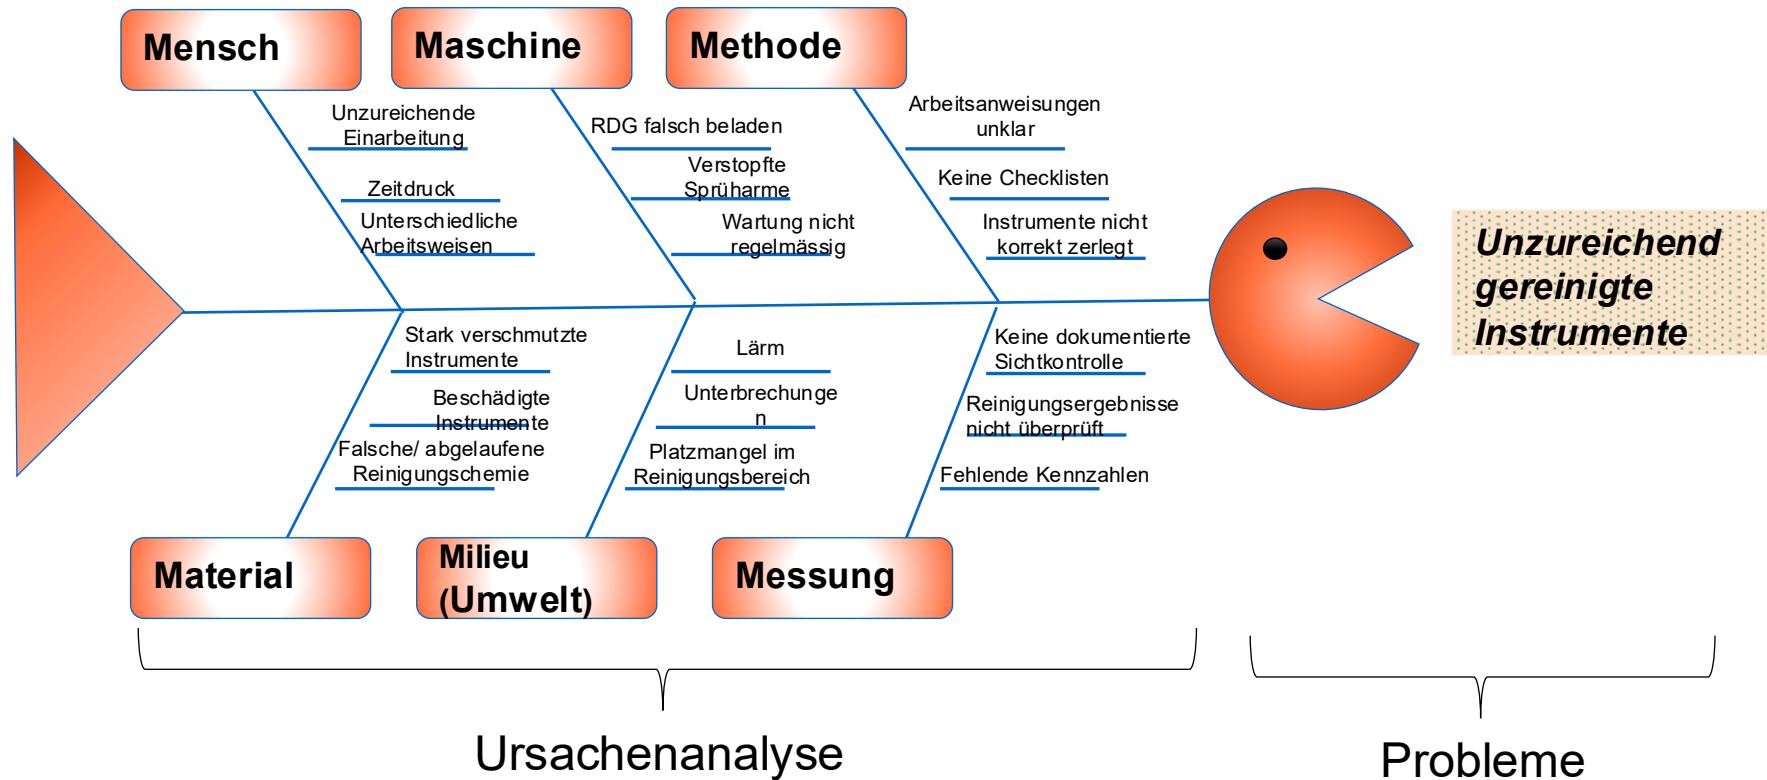 Mensch
Maschine
Methode
Unzureichende
Einarbeitung
Zeitdruck
Unterschiedliche
Arbeitsweisen
RDG falsch beladen
Verstopfte
Sprüharme
Wartung nicht
regelmässig
Arbeitsanweisungen
unklar
Keine Checklisten
Instrumente nicht
korrekt zerlegt
Unzureichend
gereinigte
Instrumente
Stark verschmutzte
Instrumente
Beschädigte
Instrumente
Falsche/ abgelaufene
Reinigungschemie
Lärm
Unterbrechunge
n
Platzmangel im
Reinigungsbereich
Keine dokumentierte
Sichtkontrolle
Reinigungsergebnisse
nicht überprüft
Fehlende Kennzahlen
Material
Milieu
(Umwelt)
Messung
Ursachenanalyse
Probleme